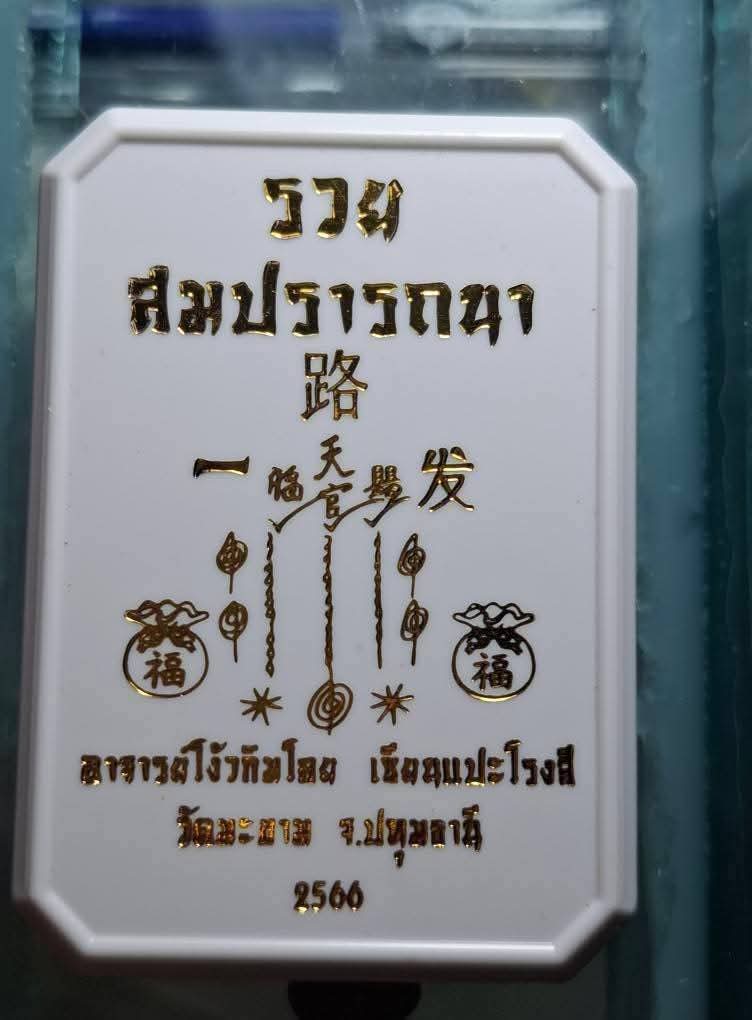 รวย
สมปรารถนา
路
一 福 天官 賜 发
福 福
อาจารย์โง้วกิมโคย เซียนแปะโรงสี
วัดมะขาม จ.ปทุมธานี
2566